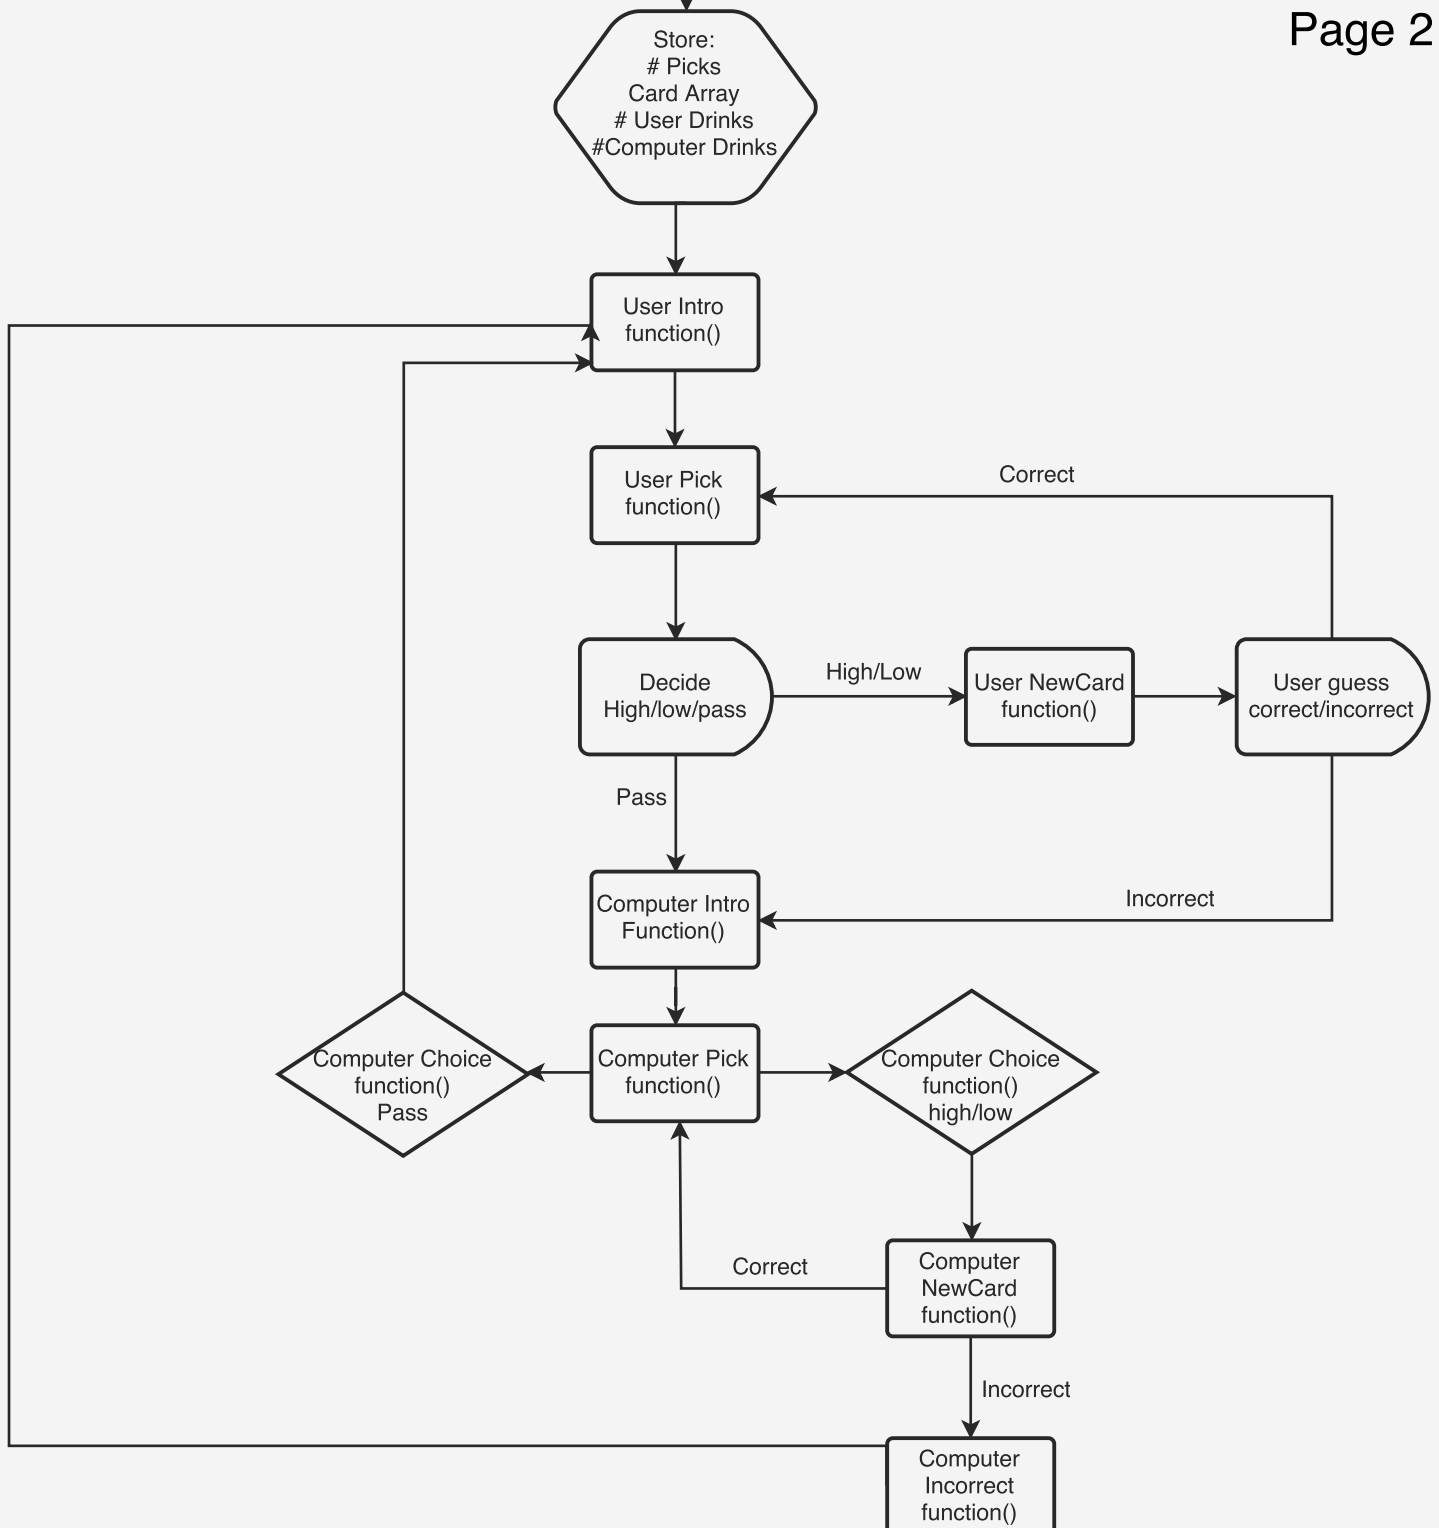 Page 2
Store:
# Picks
Card Array
# User Drinks
#Computer Drinks
User Intro
function()
User Pick
function()
Correct
Decide
High/low/pass
High/Low
User NewCard
function()
User guess
correct/incorrect
Pass
Computer Intro
Function()
Incorrect
Computer Choice
function()
Pass
Computer Pick
function()
Computer Choice
function()
high/low
Correct
Computer
NewCard
function()
Incorrect
Computer
Incorrect
function()